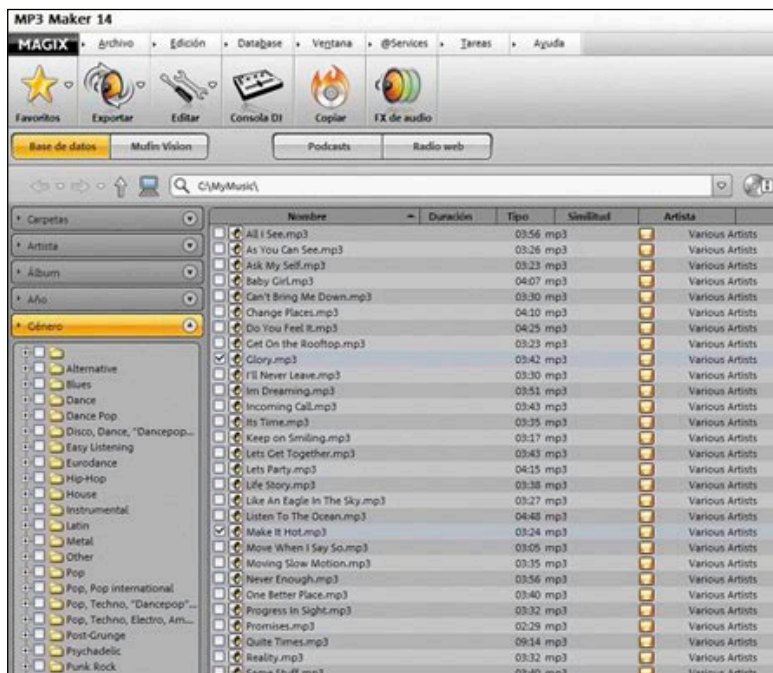 MP3 Maker 14
MAGIX Archivo Edición Database Ventana @Services Tareas Ayuda
Favoritos Exportar Editar Consola DJ Copiar FX de audio
Base de datos Mufin Vision Podcasts Radio web
C:\MyMusic\
Carpetas
Artista
Álbum
Año
Género
Alternative
Blues
Dance
Dance Pop
Disco, Dance, "Dancepop...
Easy Listening
Eurodance
Hip-Hop
House
Instrumental
Latin
Metal
Other
Pop
Pop, Pop international
Pop, Techno, "Dancepop"...
Pop, Techno, Electro, Am...
Post-Grunge
Psychadelic
Punk Rock
Nombre Duración Tipo Similitud Artista
All I See.mp3 03:56 mp3 Various Artists
As You Can See.mp3 03:26 mp3 Various Artists
Ask My Self.mp3 03:23 mp3 Various Artists
Baby Girl.mp3 04:07 mp3 Various Artists
Can't Bring Me Down.mp3 03:30 mp3 Various Artists
Change Places.mp3 04:10 mp3 Various Artists
Do You Feel It.mp3 04:25 mp3 Various Artists
Get On the Rooftop.mp3 03:23 mp3 Various Artists
Glory.mp3 03:42 mp3 Various Artists
I'll Never Leave.mp3 03:30 mp3 Various Artists
Im Dreaming.mp3 03:51 mp3 Various Artists
Incoming Call.mp3 03:43 mp3 Various Artists
Its Time.mp3 03:35 mp3 Various Artists
Keep on Smiling.mp3 03:17 mp3 Various Artists
Lets Get Together.mp3 03:43 mp3 Various Artists
Lets Party.mp3 04:15 mp3 Various Artists
Life Story.mp3 03:38 mp3 Various Artists
Like An Eagle In The Sky.mp3 03:27 mp3 Various Artists
Listen To The Ocean.mp3 04:48 mp3 Various Artists
Make It Hot.mp3 03:24 mp3 Various Artists
Move When I Say So.mp3 03:05 mp3 Various Artists
Moving Slow Motion.mp3 03:35 mp3 Various Artists
Never Enough.mp3 03:56 mp3 Various Artists
One Better Place.mp3 03:40 mp3 Various Artists
Progress In Sight.mp3 03:32 mp3 Various Artists
Promises.mp3 02:29 mp3 Various Artists
Quite Times.mp3 09:14 mp3 Various Artists
Reality.mp3 03:32 mp3 Various Artists